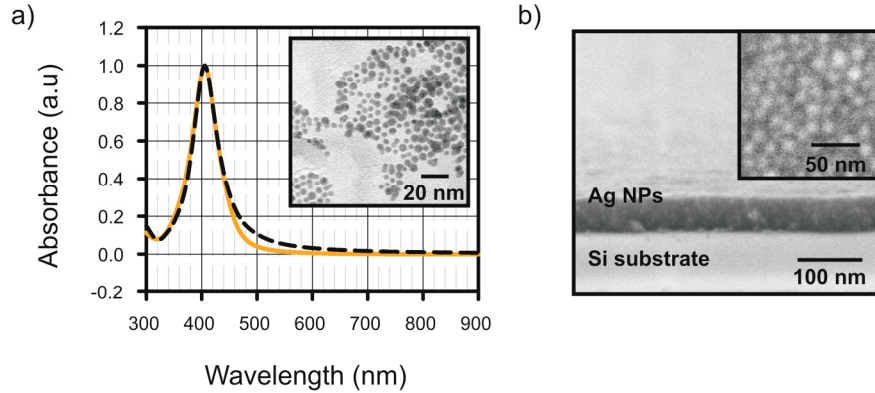 a)
Absorbance (a.u)
1.2
1.0
0.8
0.6
0.4
0.2
0.0
-0.2
300 400 500 600 700 800 900
Wavelength (nm)
20 nm
b)
50 nm
Ag NPs
Si substrate
100 nm